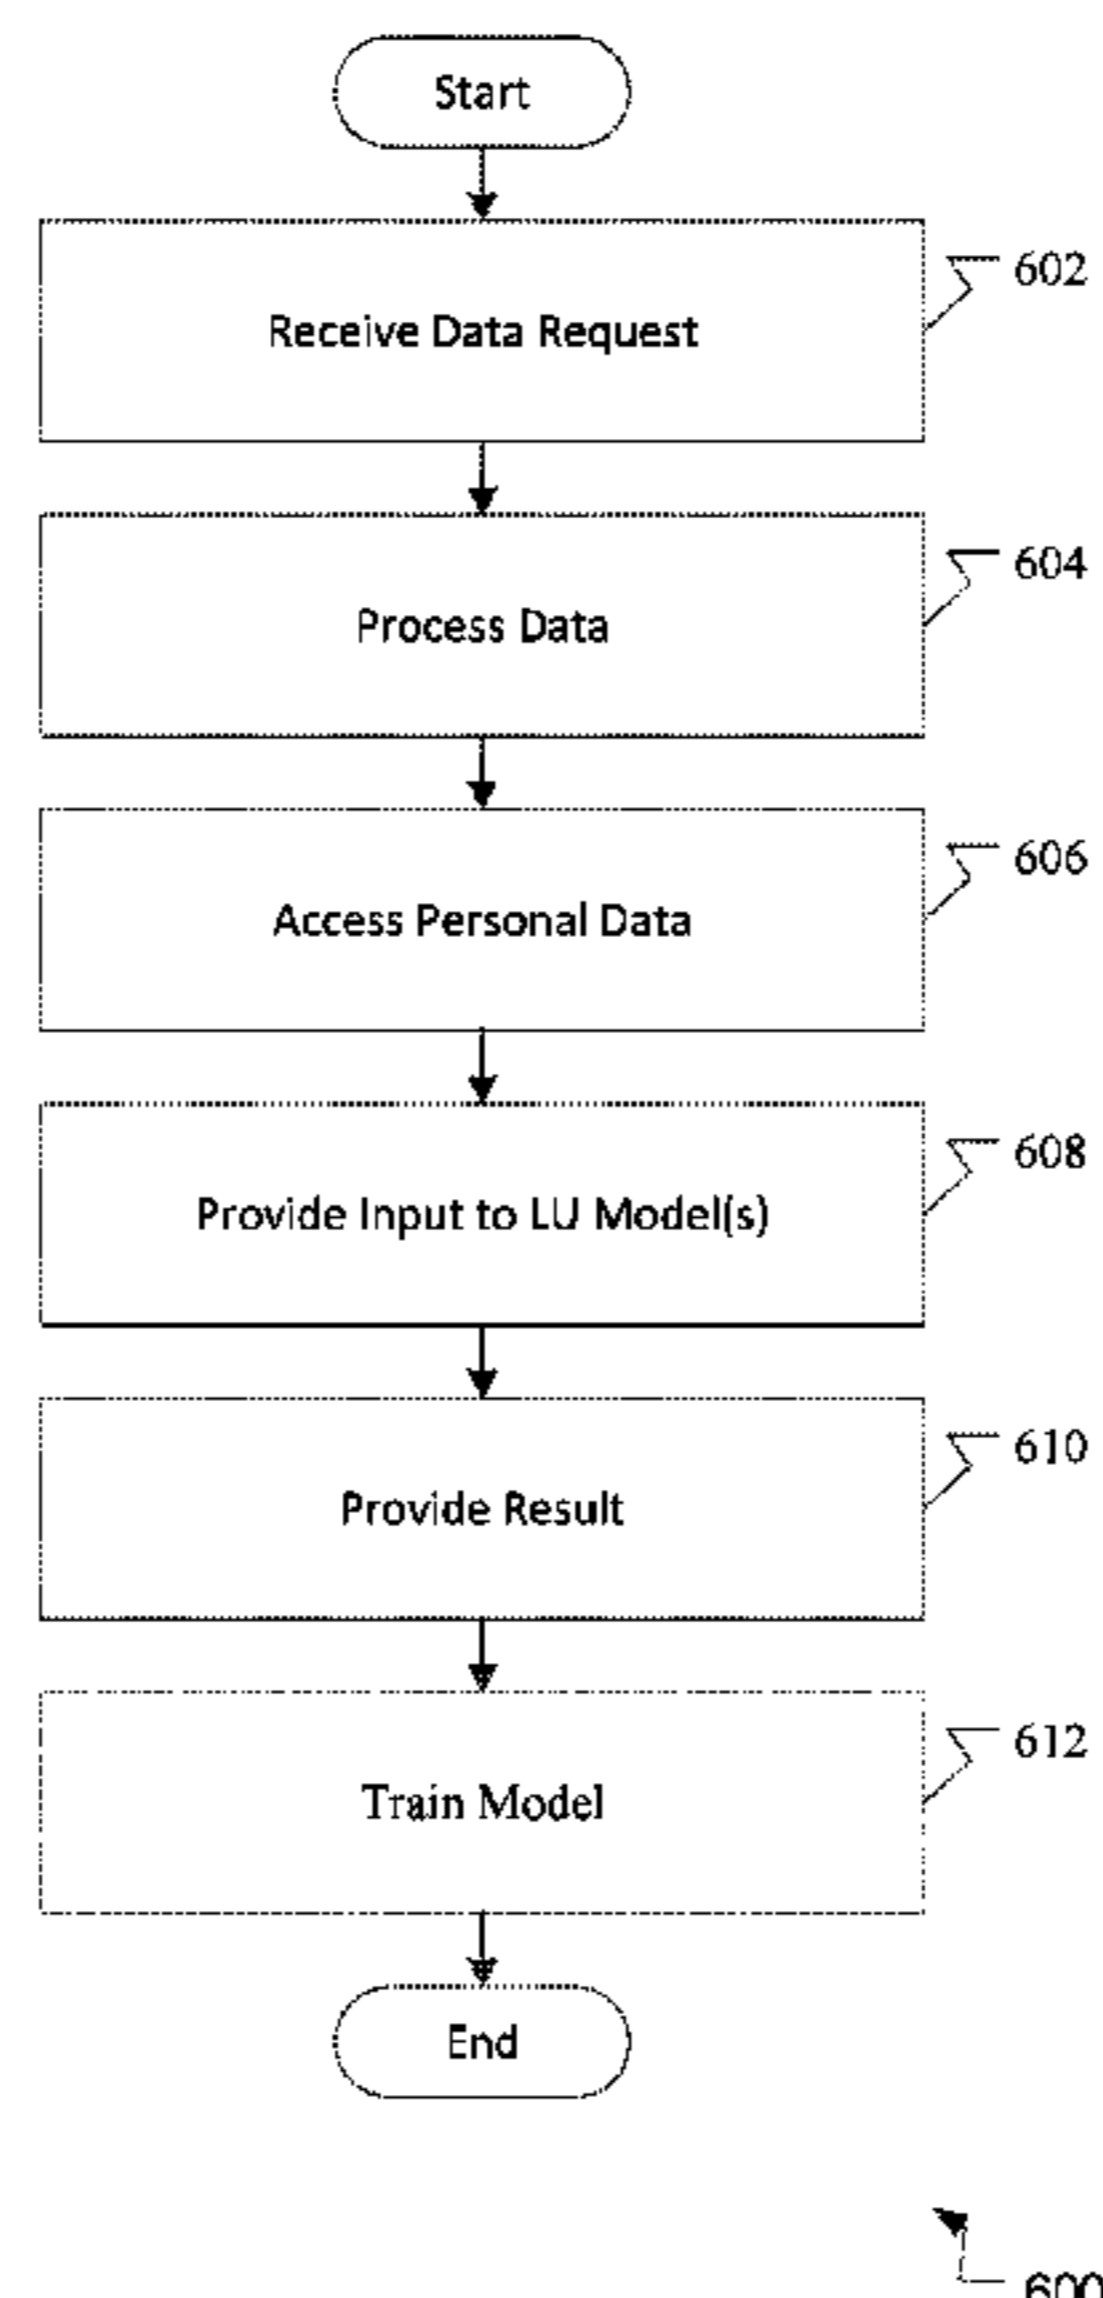 Start
Receive Data Request
602
Process Data
604
Access Personal Data
606
Provide Input to LU Model(s)
608
Provide Result
610
Train Model
612
End
600